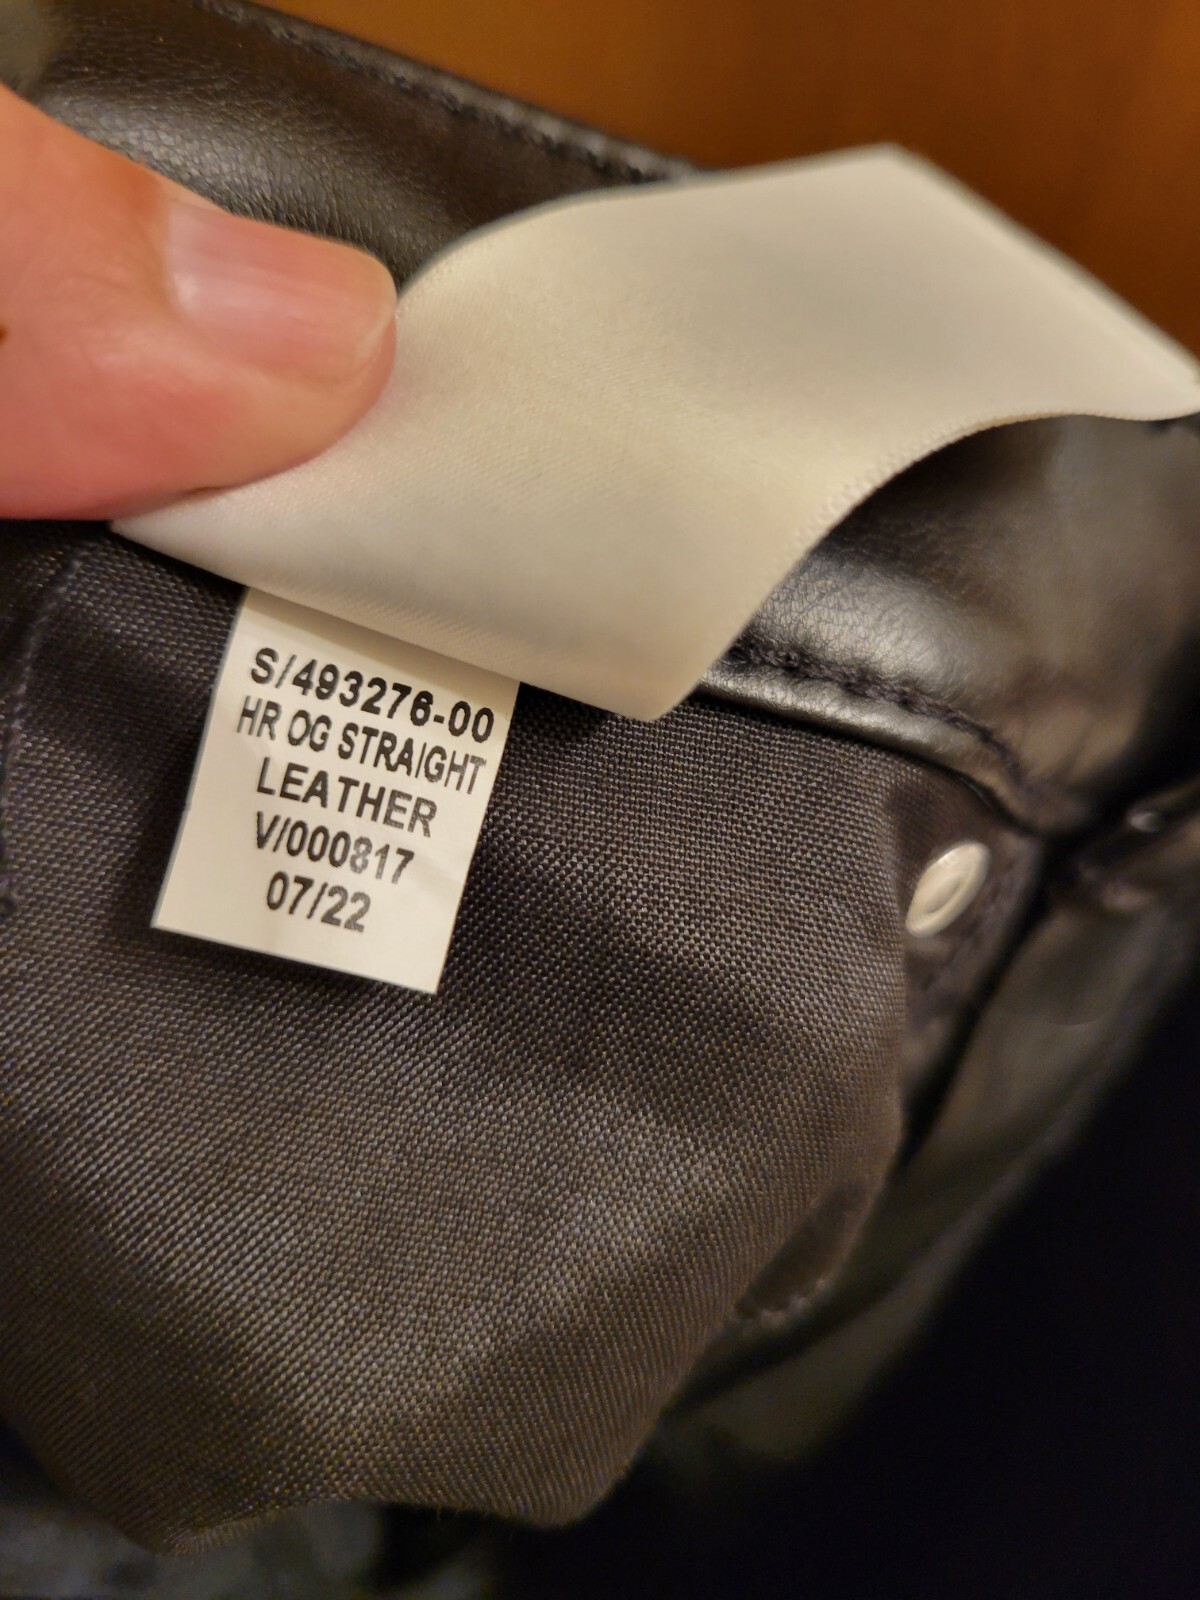 S/493276-00
HR OG STRAIGHT
LEATHER
V/000817
07/22